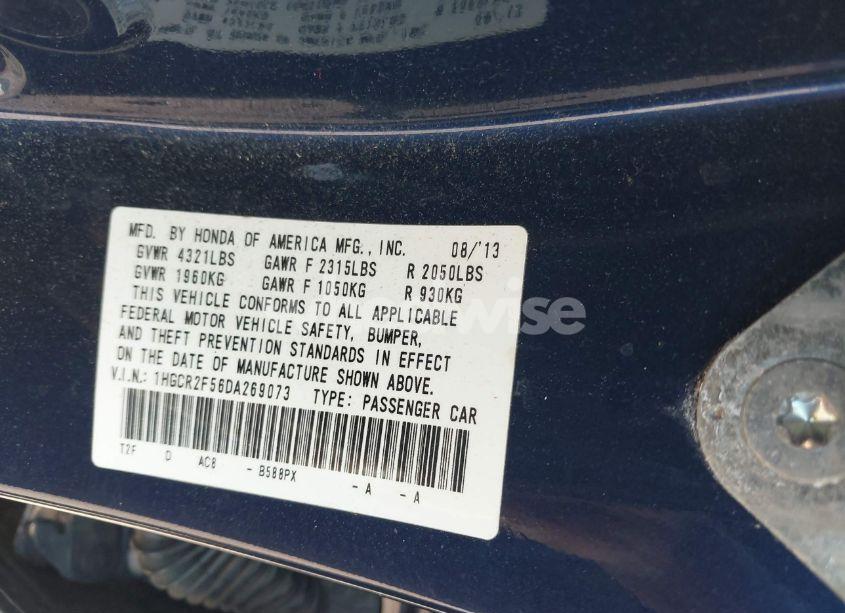 MFD. BY HONDA OF AMERICA MFG., INC. 08/'13
GVWR 4321LBS GAWR F 2315LBS R 2050LBS
GVWR 1960KG GAWR F 1050KG R 930KG
THIS VEHICLE CONFORMS TO ALL APPLICABLE
FEDERAL MOTOR VEHICLE SAFETY, BUMPER,
AND THEFT PREVENTION STANDARDS IN EFFECT
ON THE DATE OF MANUFACTURE SHOWN ABOVE.
V.I.N.: 1HGCR2F56DA269073 TYPE: PASSENGER CAR
T2F D AC8 - B588PX - A - A